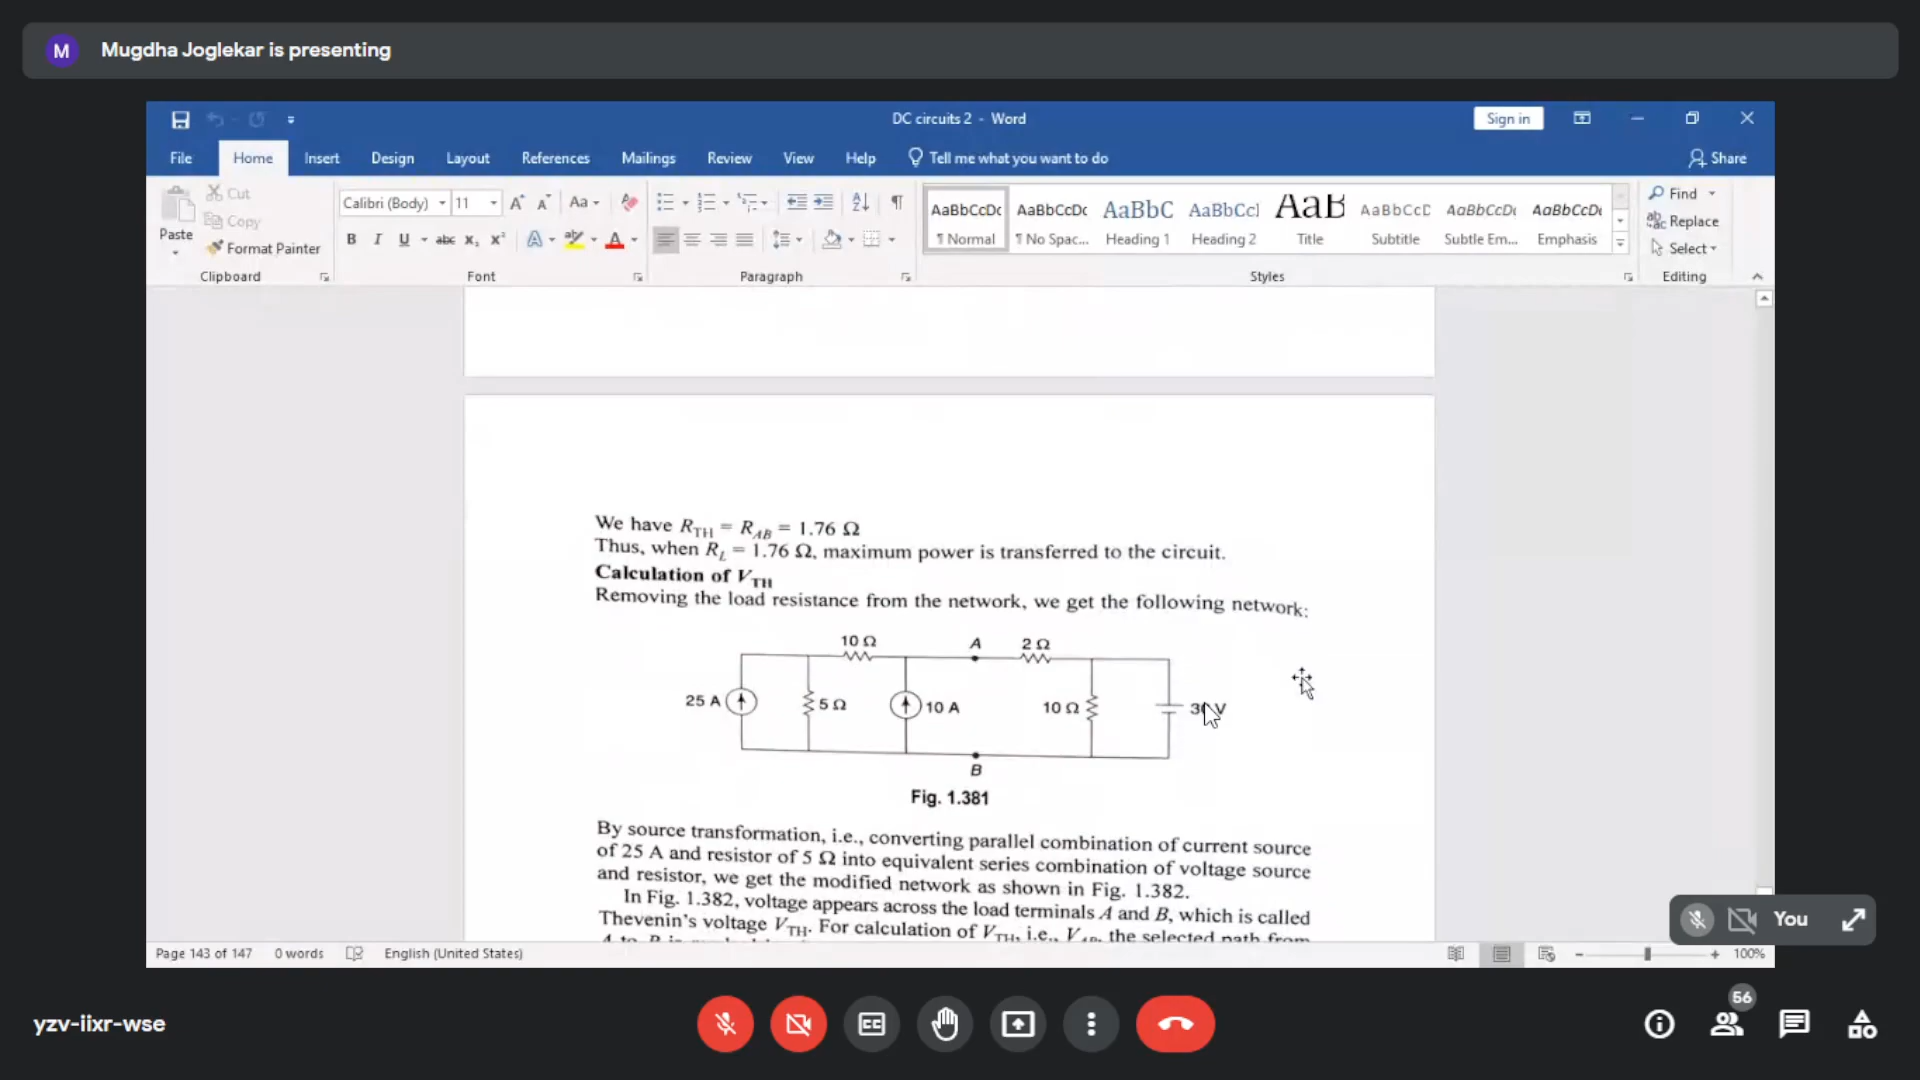 M Mugdha Joglekar is presenting
DC circuits 2 - Word
Sign in
File Home Insert Design Layout References Mailings Review View Help Tell me what you want to do Share
Paste Cut Copy Format Painter
Clipboard
Calibri (Body) 11
Font
Paragraph
AaBbCcDc AaBbCcDc AaBbC AaBbCcl AaB AaBbCcD AaBbCcDt AaBbCcDt
¶ Normal ¶ No Spac... Heading 1 Heading 2 Title Subtitle Subtle Em... Emphasis
Styles
Find
Replace
Select
Editing
We have R_TH = R_AB = 1.76 Ω
Thus, when R_L = 1.76 Ω, maximum power is transferred to the circuit.
Calculation of V_TH
Removing the load resistance from the network, we get the following network:
10 Ω A 2 Ω
25 A 5 Ω 10 A 10 Ω
B
Fig. 1.381
By source transformation, i.e., converting parallel combination of current source
of 25 A and resistor of 5 Ω into equivalent series combination of voltage source
and resistor, we get the modified network as shown in Fig. 1.382.
In Fig. 1.382, voltage appears across the load terminals A and B, which is called
Thevenin's voltage V_TH. For calculation of V_TH, i.e., V_AB, the selected path from
Page 143 of 147 0 words English (United States) 100%
You
yzv-iixr-wse
56